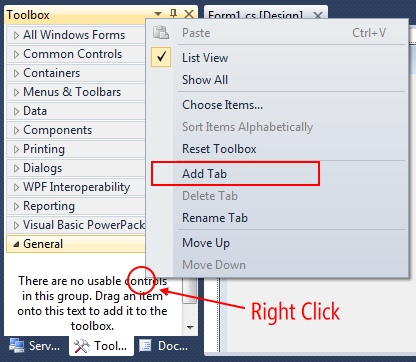 Toolbox
All Windows Forms
Common Controls
Containers
Menus & Toolbars
Data
Components
Printing
Dialogs
WPF Interoperability
Reporting
Visual Basic PowerPack
General
There are no usable controls
in this group. Drag an item
onto this text to add it to the
toolbox.
Serv...
Tool...
Doc...
Form1.cs [Design]
Paste Ctrl+V
List View
Show All
Choose Items...
Sort Items Alphabetically
Reset Toolbox
Add Tab
Delete Tab
Rename Tab
Move Up
Move Down
Right Click